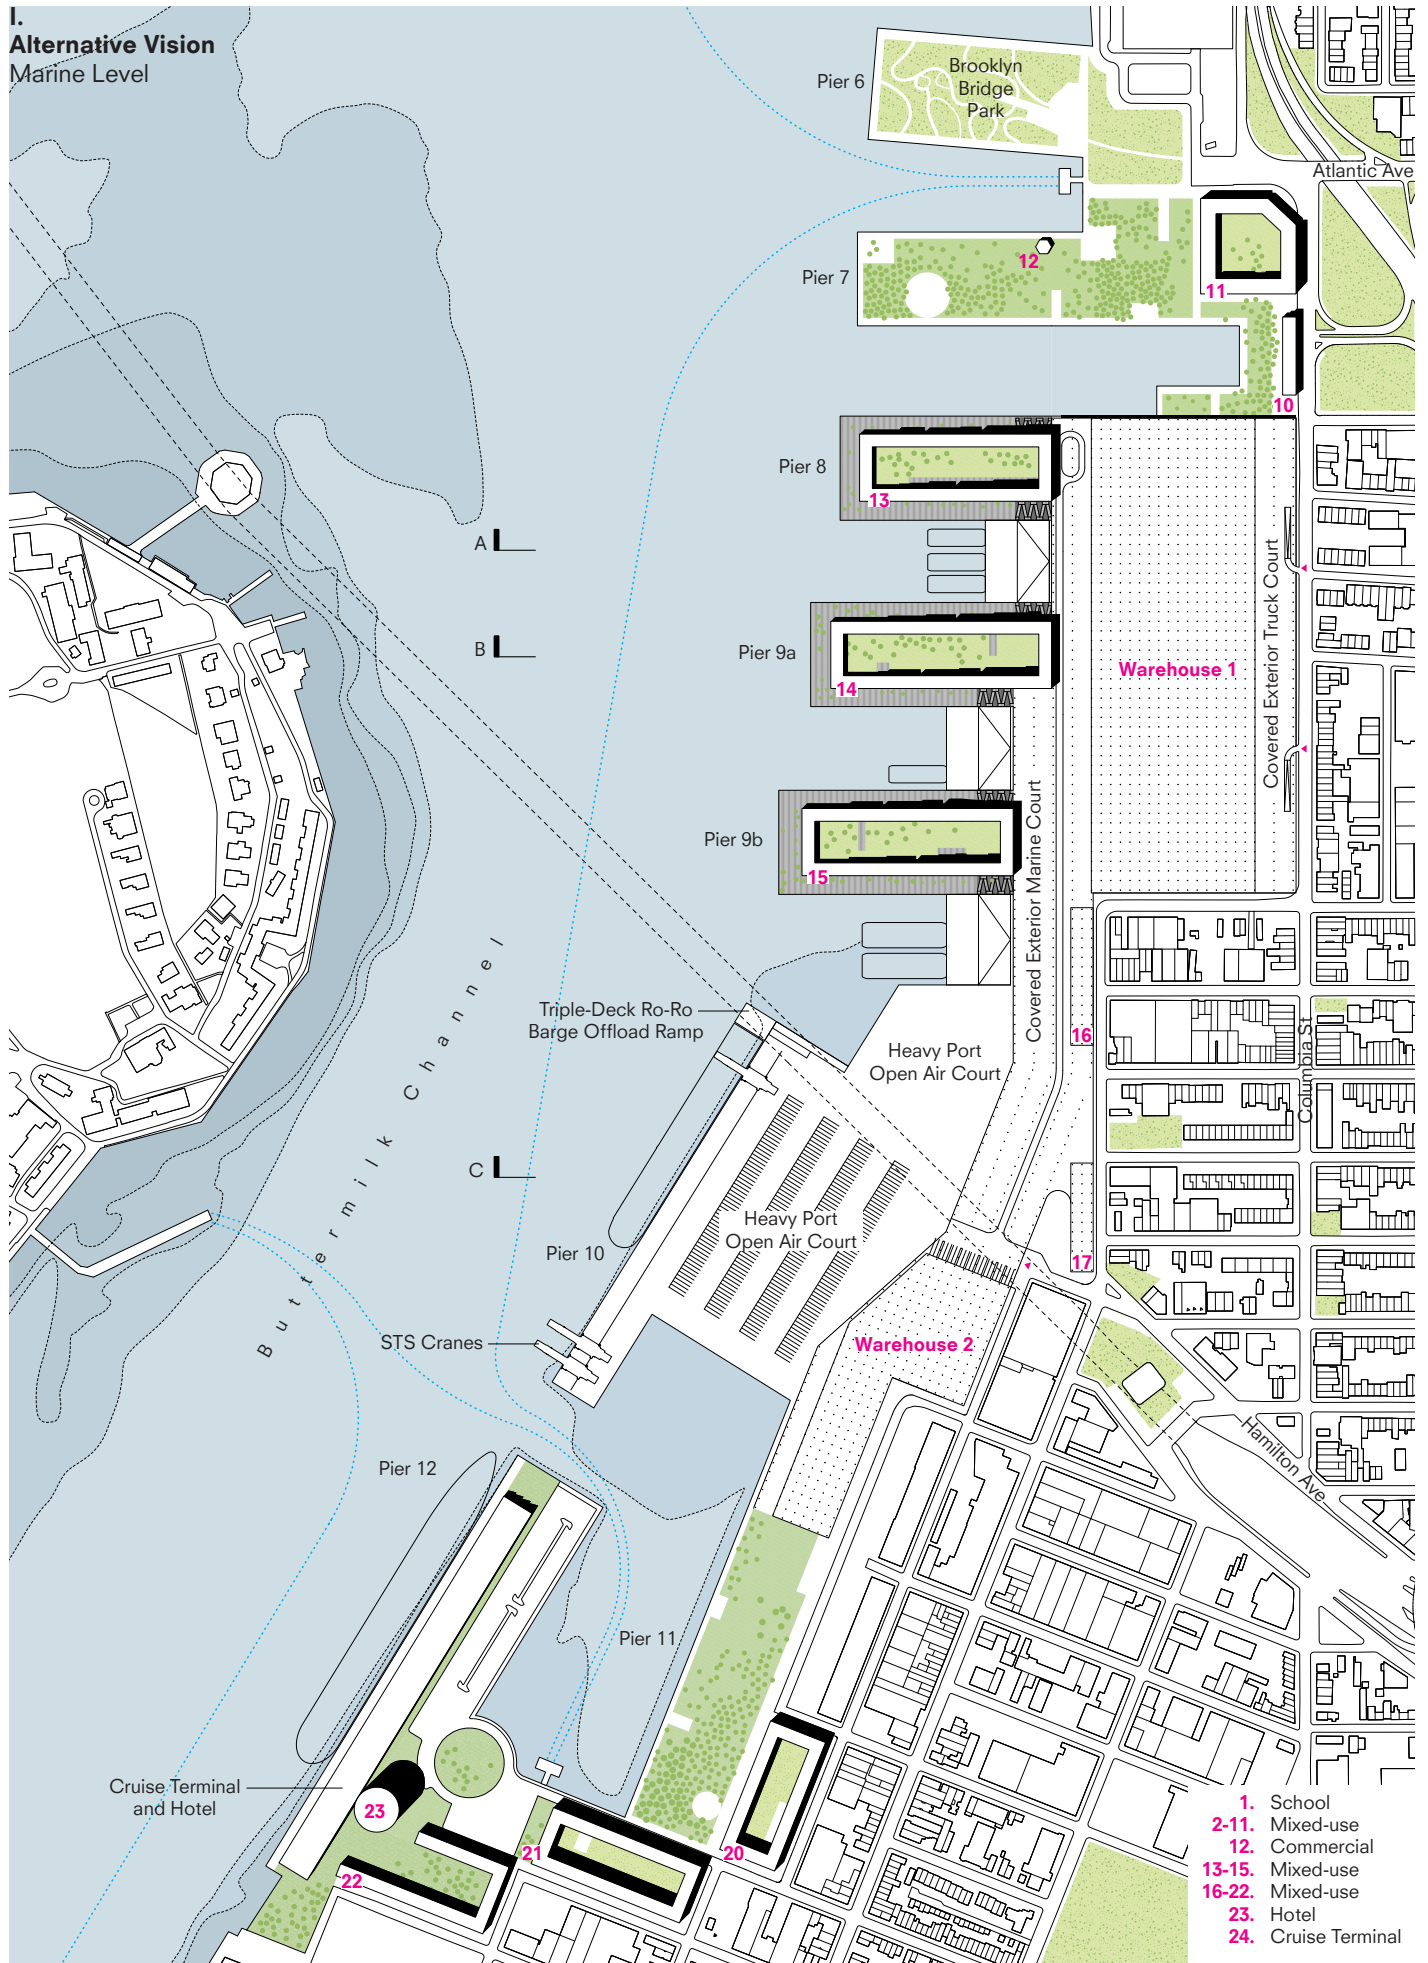 I.
Alternative Vision
Marine Level
Pier 6
Brooklyn
Bridge
Park
Atlantic Ave
Pier 7
12
11
10
Pier 8
13
A
Covered Exterior Truck Court
B
Pier 9a
14
Warehouse 1
Pier 9b
15
Covered Exterior Marine Court
Buttermilk Channel
Triple-Deck Ro-Ro
Barge Offload Ramp
16
Heavy Port
Open Air Court
Columbia St
C
Heavy Port
Open Air Court
Pier 10
17
STS Cranes
Warehouse 2
Hamilton Ave
Pier 12
Pier 11
Cruise Terminal
and Hotel
23
22
21
20
1. School
2-11. Mixed-use
12. Commercial
13-15. Mixed-use
16-22. Mixed-use
23. Hotel
24. Cruise Terminal